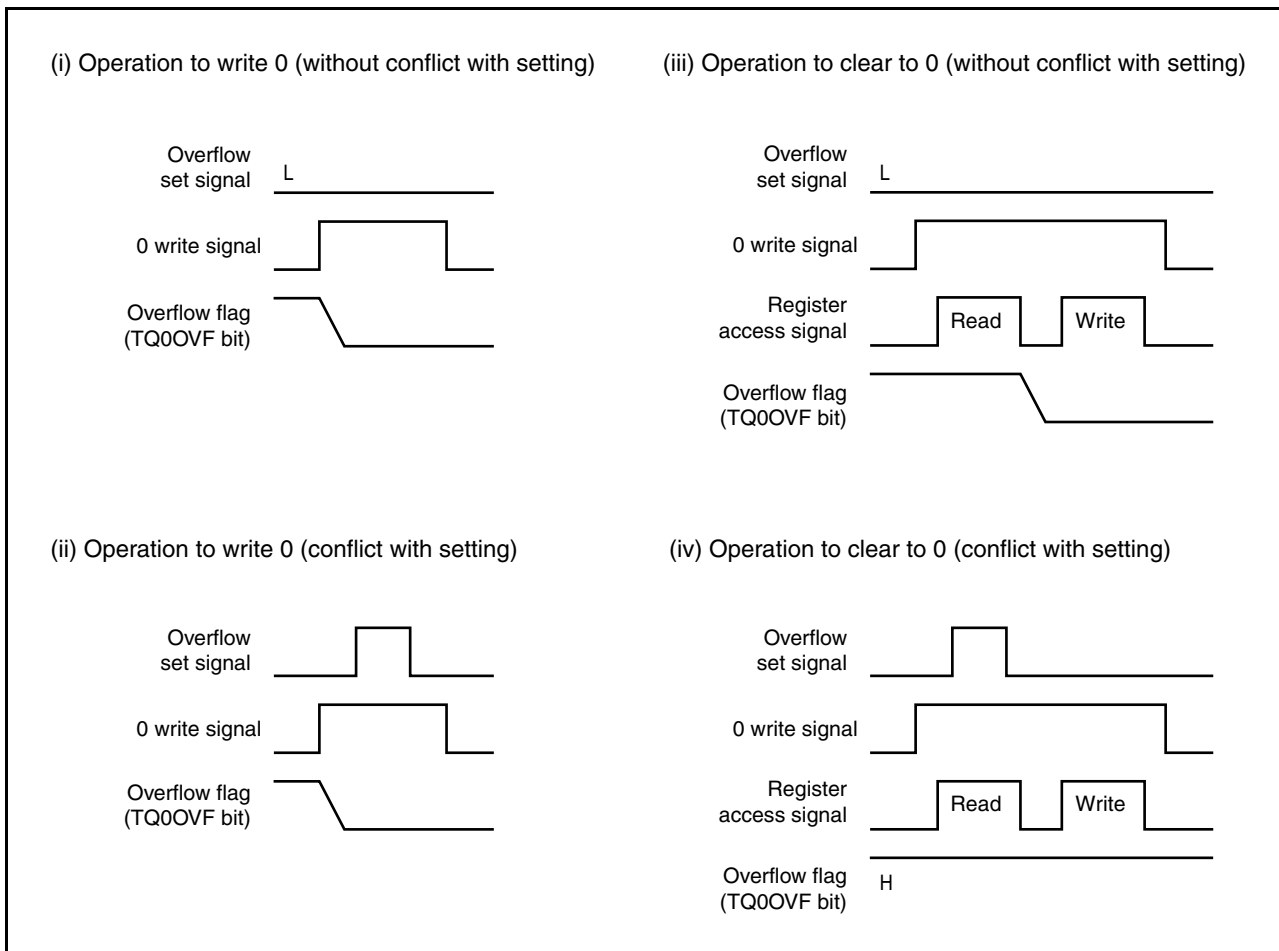 (i) Operation to write 0 (without conflict with setting)
Overflow
set signal
L
0 write signal
Overflow flag
(TQ0OVF bit)
(iii) Operation to clear to 0 (without conflict with setting)
Overflow
set signal
L
0 write signal
Register
access signal
Read
Write
Overflow flag
(TQ0OVF bit)
(ii) Operation to write 0 (conflict with setting)
Overflow
set signal
0 write signal
Overflow flag
(TQ0OVF bit)
(iv) Operation to clear to 0 (conflict with setting)
Overflow
set signal
0 write signal
Register
access signal
Read
Write
Overflow flag
(TQ0OVF bit)
H